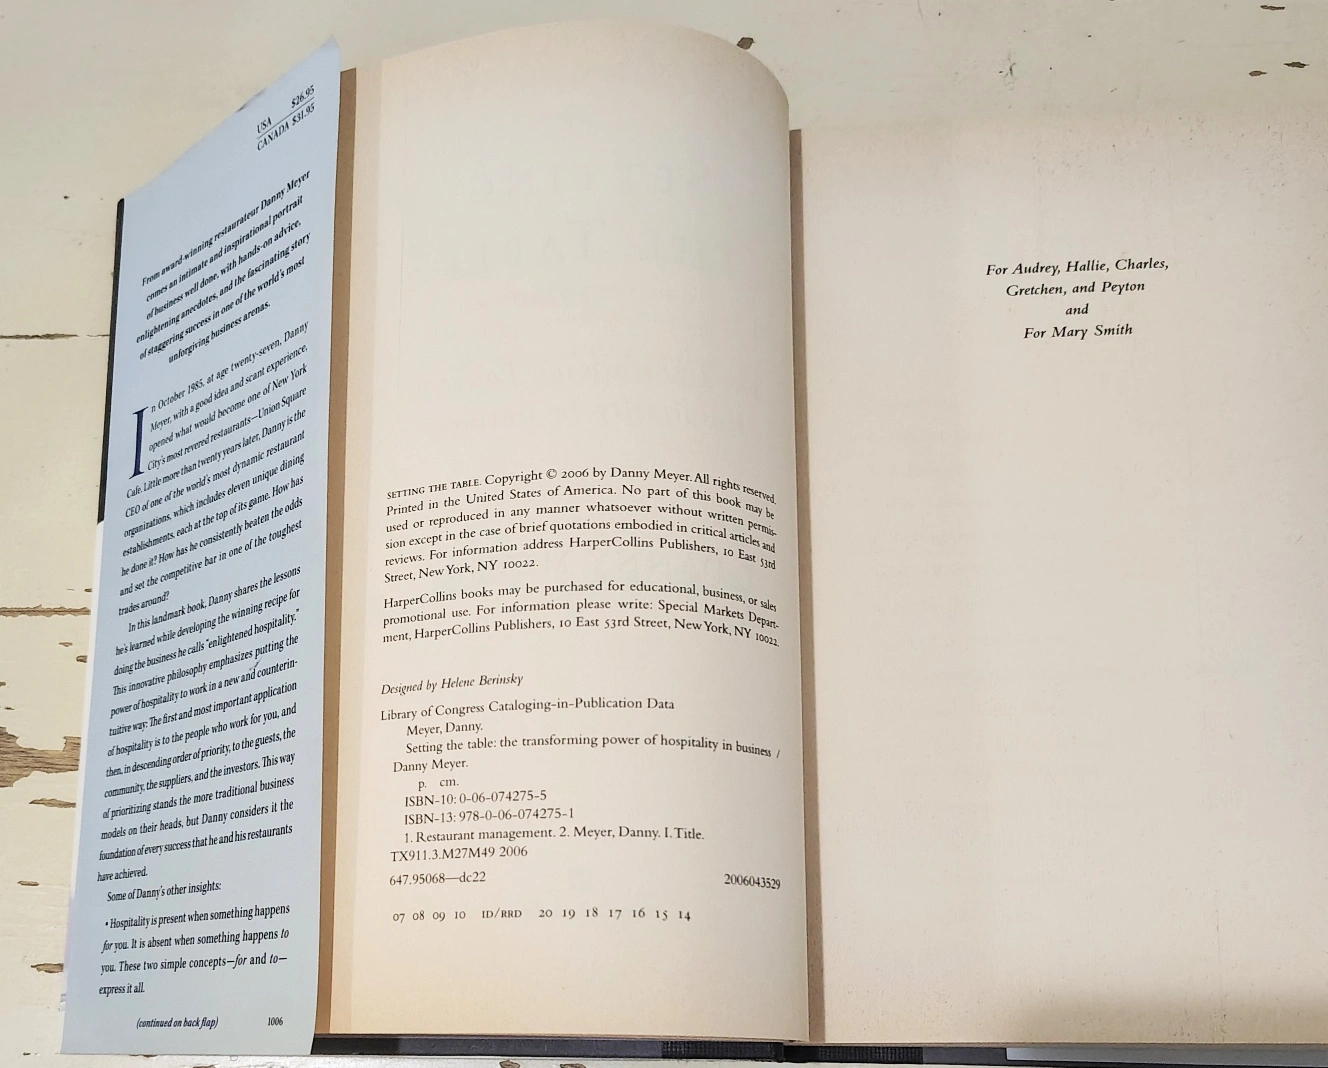 USA $26.95
CANADA $31.95
From award-winning restaurateur Danny Meyer
comes an intimate and inspirational portrait
of business well done, with hands-on advice,
enlightening anecdotes, and the fascinating story
of staggering success in one of the world's most
unforgiving business arenas.
In October 1985, at age twenty-seven, Danny
Meyer, with a good idea and scant experience,
opened what would become one of New York
City's most revered restaurants—Union Square
Cafe. Little more than twenty years later, Danny is the
CEO of one of the world's most dynamic restaurant
organizations, which includes eleven unique dining
establishments, each at the top of its game. How has
he done it? How has he consistently beaten the odds
and set the competitive bar in one of the toughest
trades around?
In this landmark book, Danny shares the lessons
he's learned while developing the winning recipe for
doing the business he calls "enlightened hospitality."
This innovative philosophy emphasizes putting the
power of hospitality to work in a new and counterin-
tuitive way: The first and most important application
of hospitality is to the people who work for you, and
then, in descending order of priority, to the guests, the
community, the suppliers, and the investors. This way
of prioritizing stands the more traditional business
models on their heads, but Danny considers it the
foundation of every success that he and his restaurants
have achieved.
Some of Danny's other insights:
• Hospitality is present when something happens
for you. It is absent when something happens to
you. These two simple concepts—for and to—
express it all.
(continued on back flap) 1006
SETTING THE TABLE. Copyright © 2006 by Danny Meyer. All rights reserved.
Printed in the United States of America. No part of this book may be
used or reproduced in any manner whatsoever without written permis-
sion except in the case of brief quotations embodied in critical articles and
reviews. For information address HarperCollins Publishers, 10 East 53rd
Street, New York, NY 10022.
HarperCollins books may be purchased for educational, business, or sales
promotional use. For information please write: Special Markets Depart-
ment, HarperCollins Publishers, 10 East 53rd Street, New York, NY 10022.
Designed by Helene Berinsky
Library of Congress Cataloging-in-Publication Data
Meyer, Danny.
Setting the table: the transforming power of hospitality in business /
Danny Meyer.
p. cm.
ISBN-10: 0-06-074275-5
ISBN-13: 978-0-06-074275-1
1. Restaurant management. 2. Meyer, Danny. I. Title.
TX911.3.M27M49 2006
647.95068—dc22 2006043529
07 08 09 10 ID/RRD 20 19 18 17 16 15 14
For Audrey, Hallie, Charles,
Gretchen, and Peyton
and
For Mary Smith